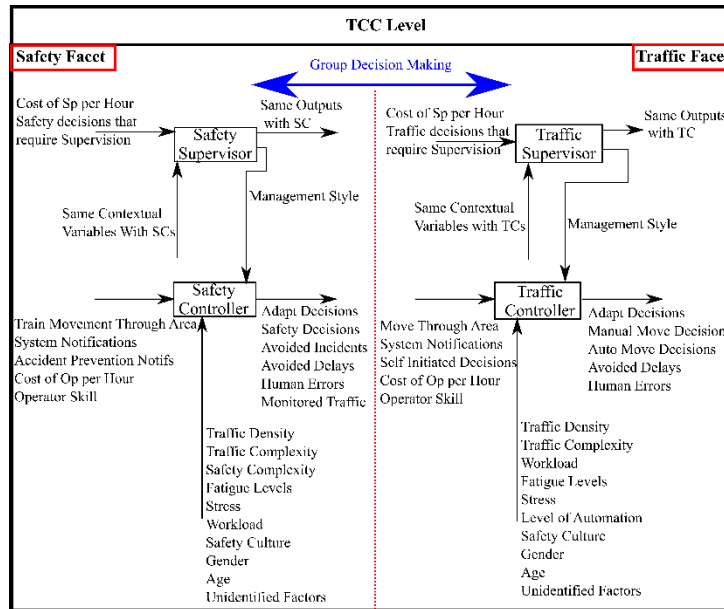 TCC Level
Safety Facet
Traffic Facet
Group Decision Making
Cost of Sp per Hour
Safety decisions that
require Supervision
Same Outputs
with SC
Safety
Supervisor
Same Contextual
Variables With SCs
Management Style
Safety
Controller
Train Movement Through Area
System Notifications
Accident Prevention Notifs
Cost of Op per Hour
Operator Skill
Adapt Decisions
Safety Decisions
Avoided Incidents
Avoided Delays
Human Errors
Monitored Traffic
Traffic Density
Traffic Complexity
Safety Complexity
Fatigue Levels
Stress
Workload
Safety Culture
Gender
Age
Unidentified Factors
Cost of Sp per Hour
Traffic decisions that
require Supervision
Same Outputs
with TC
Traffic
Supervisor
Same Contextual
Variables with TCs
Management Style
Traffic
Controller
Move Through Area
System Notifications
Self Initiated Decisions
Cost of Op per Hour
Operator Skill
Adapt Decisions
Manual Move Decision
Auto Move Decisions
Avoided Delays
Human Errors
Traffic Density
Traffic Complexity
Workload
Fatigue Levels
Stress
Level of Automation
Safety Culture
Gender
Age
Unidentified Factors